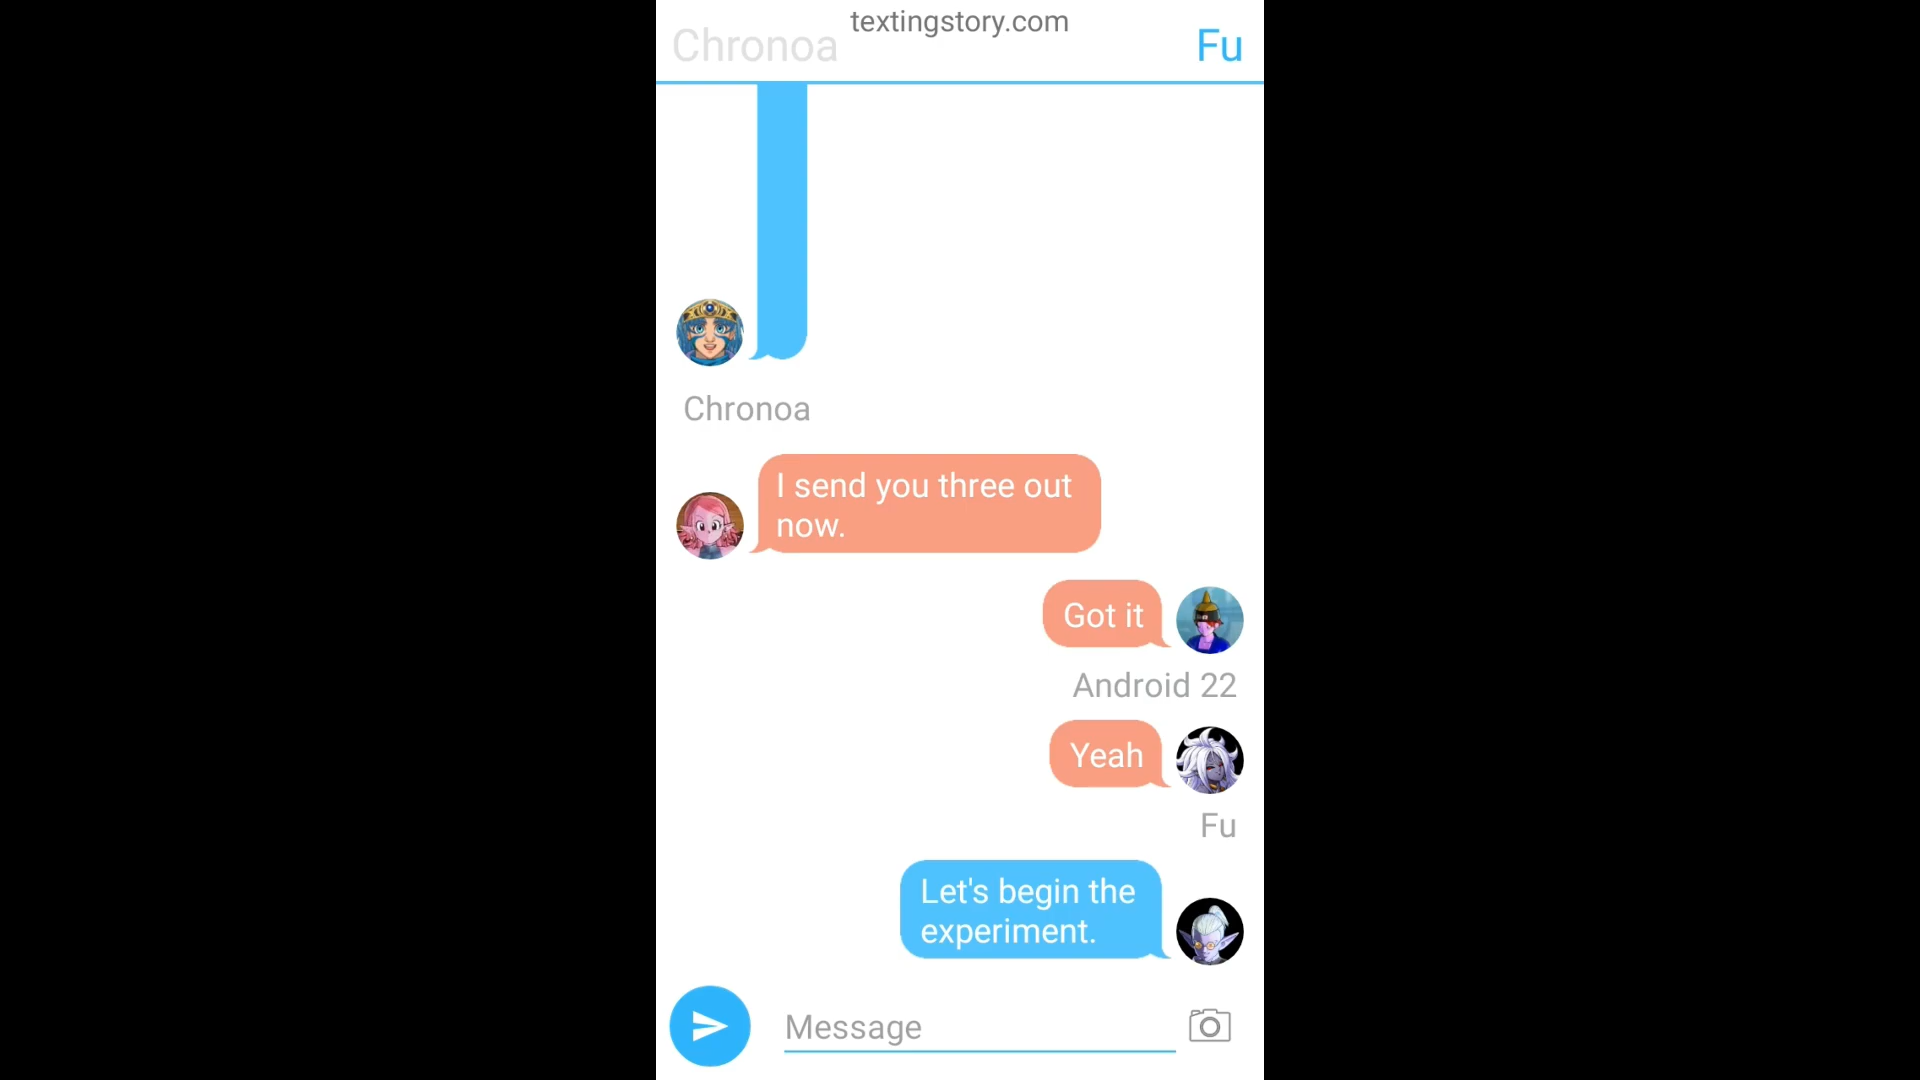 textingstory.com
Chronoa
Fu
Chronoa
I send you three out
now.
Got it
Android 22
Yeah
Fu
Let's begin the
experiment.
Message